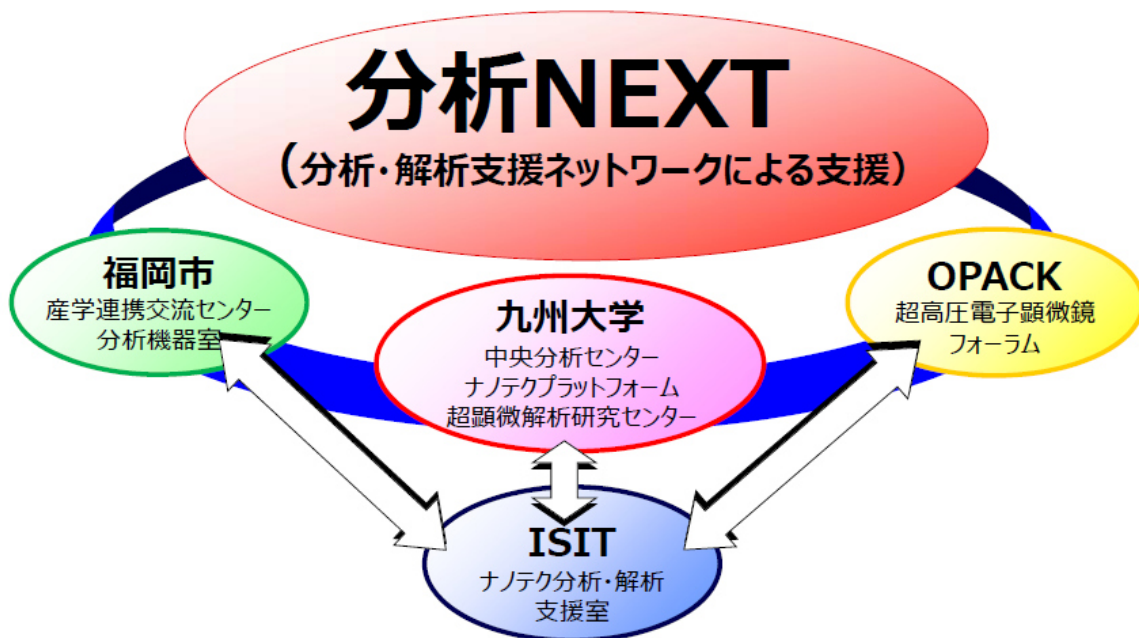 分析NEXT
（分析・解析支援ネットワークによる支援）
福岡市
産学連携交流センター
分析機器室
九州大学
中央分析センター
ナノテクプラットフォーム
超顕微解析研究センター
OPACK
超高圧電子顕微鏡
フォーラム
ISIT
ナノテク分析・解析
支援室